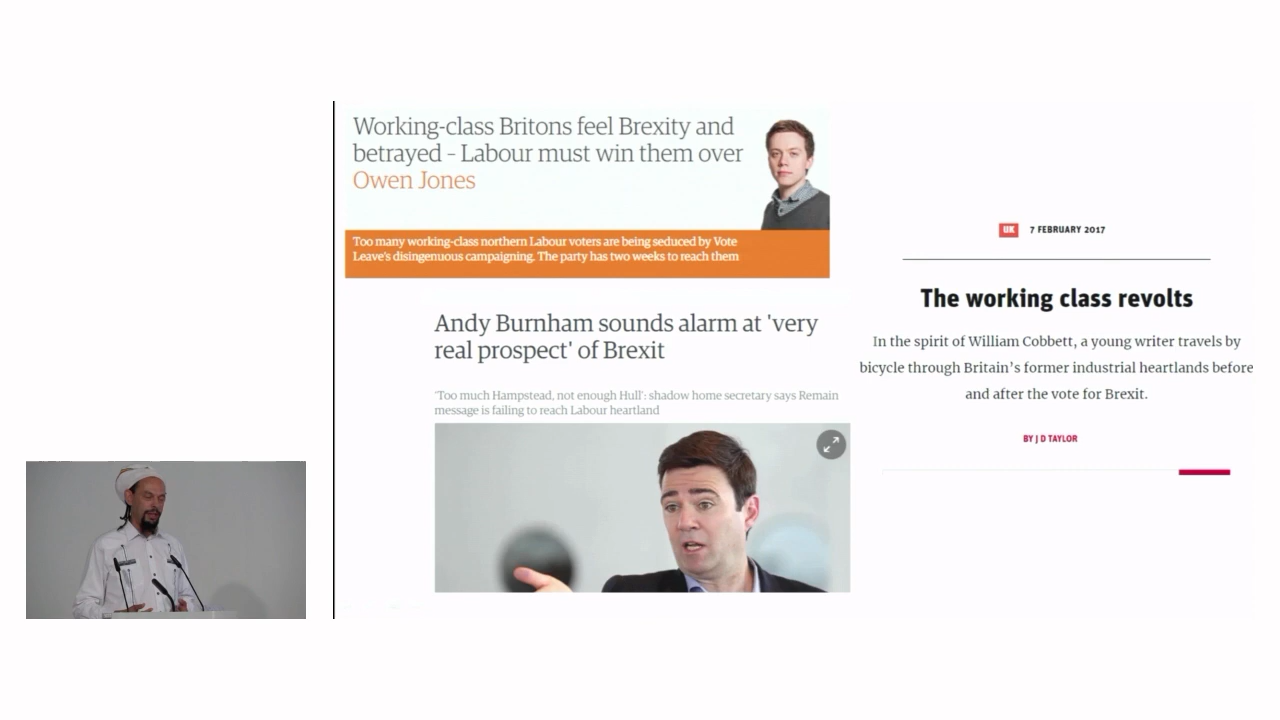 Working-class Britons feel Brexity and
betrayed – Labour must win them over
Owen Jones
Too many working-class northern Labour voters are being seduced by Vote
Leave's disingenuous campaigning. The party has two weeks to reach them
Andy Burnham sounds alarm at 'very
real prospect' of Brexit
'Too much Hampstead, not enough Hull': shadow home secretary says Remain
message is failing to reach Labour heartland
UK 7 FEBRUARY 2017
The working class revolts
In the spirit of William Cobbett, a young writer travels by
bicycle through Britain's former industrial heartlands before
and after the vote for Brexit.
BY J D TAYLOR